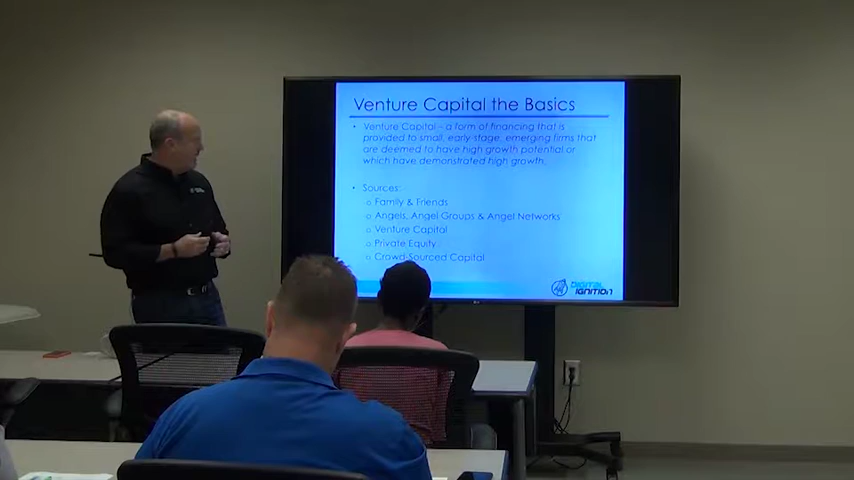 Venture Capital the Basics
• Venture Capital – a form of financing that is
provided to small, early-stage, emerging firms that
are deemed to have high growth potential or
which have demonstrated high growth.
• Sources:
o Family & Friends
o Angels, Angel Groups & Angel Networks
o Venture Capital
o Private Equity
o Crowd-Sourced Capital
DIGITAL
IGNITION
LG